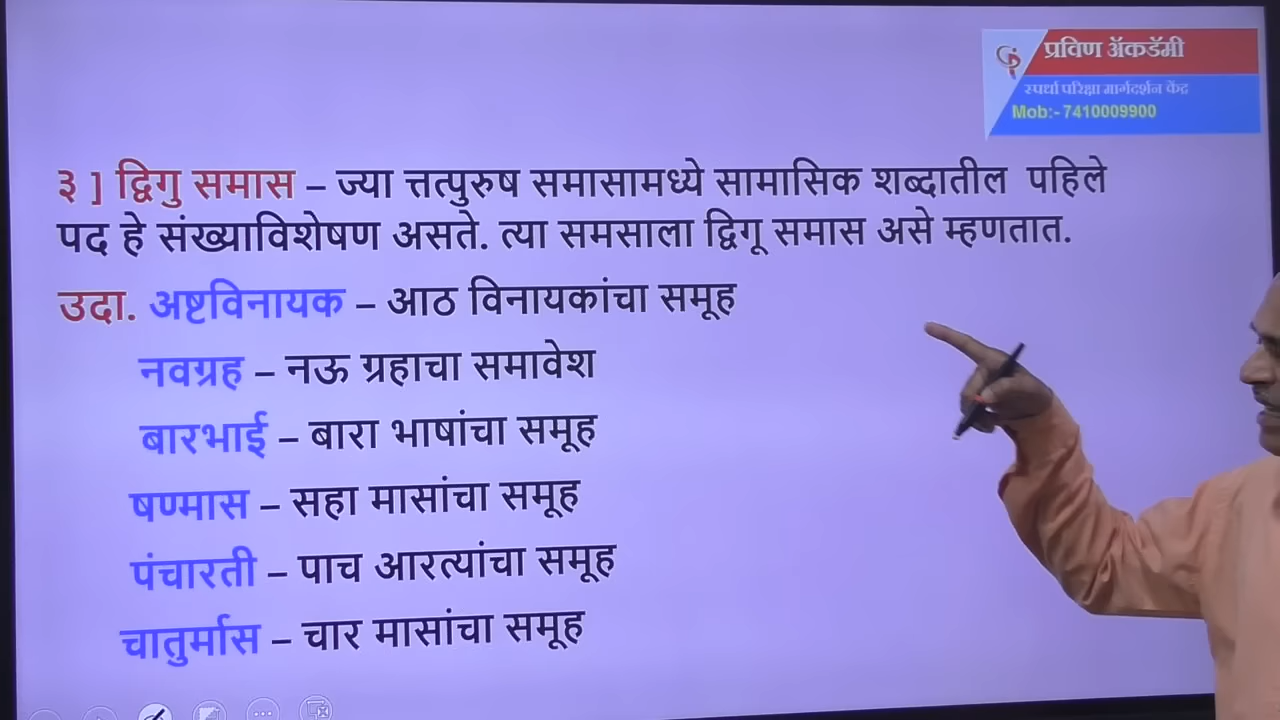 प्रविण ॲकडॅमी
स्पर्धा परिक्षा मार्गदर्शन केंद्र
Mob:- 7410009900
३ ] द्विगु समास – ज्या त्तत्पुरुष समासामध्ये सामासिक शब्दातील पहिले
पद हे संख्याविशेषण असते. त्या समसाला द्विगू समास असे म्हणतात.
उदा. अष्टविनायक – आठ विनायकांचा समूह
नवग्रह – नऊ ग्रहाचा समावेश
बारभाई – बारा भाषांचा समूह
षण्मास – सहा मासांचा समूह
पंचारती – पाच आरत्यांचा समूह
चातुर्मास – चार मासांचा समूह